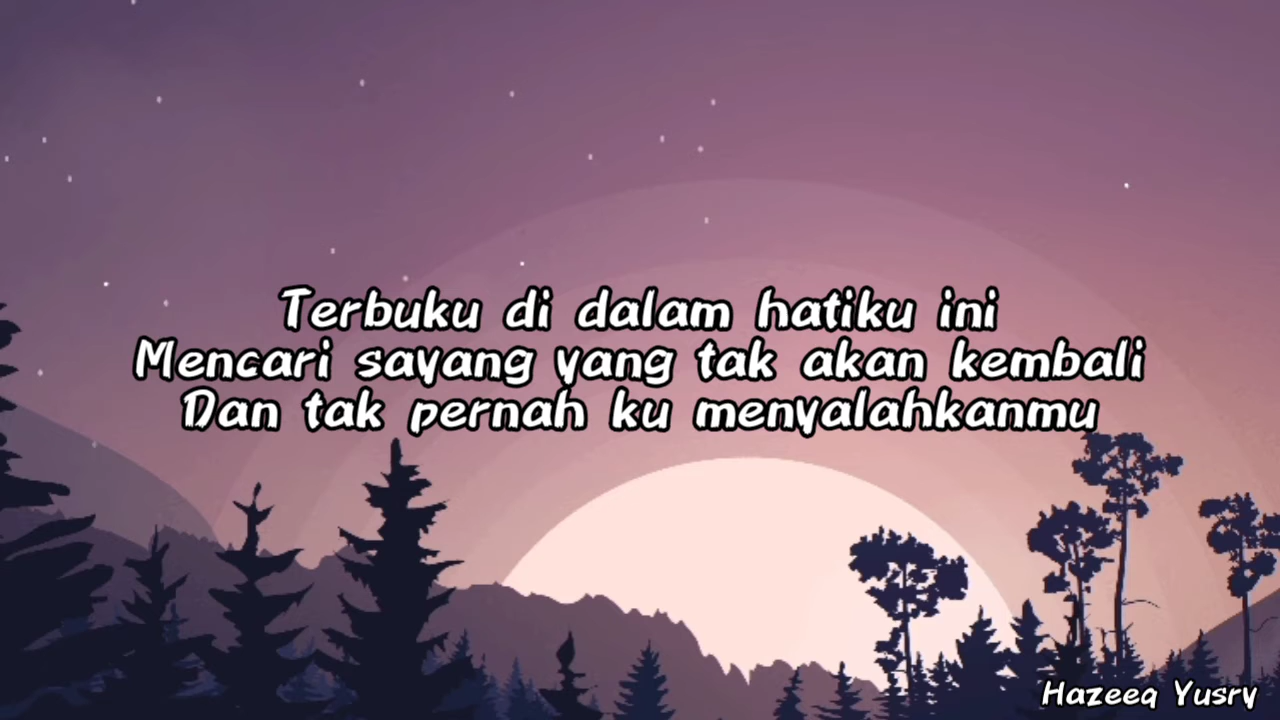 Terbuku di dalam hatiku ini
Mencari sayang yang tak akan kembali
Dan tak pernah ku menyalahkanmu
Hazeeq Yusry